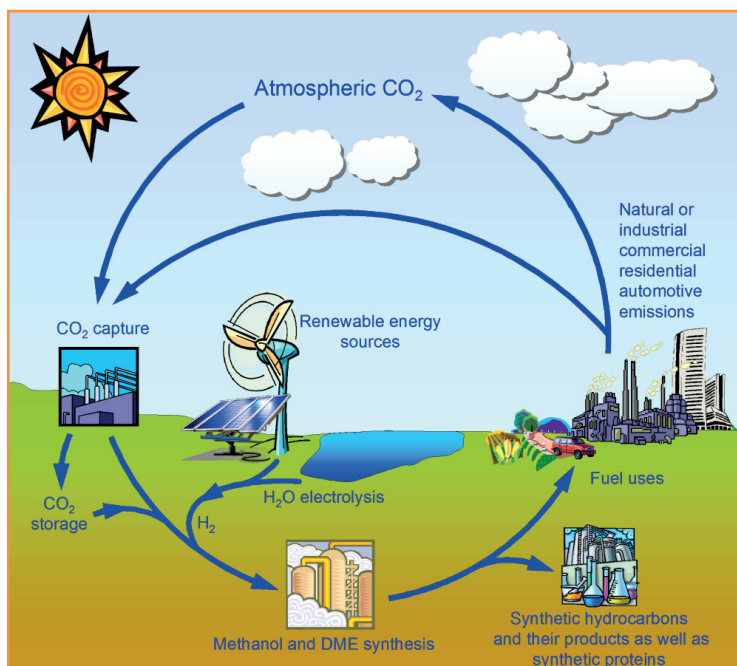 Atmospheric CO₂
Natural or
industrial
commercial
residential
automotive
emissions
CO₂ capture
Renewable energy
sources
CO₂
storage
H₂
H₂O electrolysis
Fuel uses
Methanol and DME synthesis
Synthetic hydrocarbons
and their products as well as
synthetic proteins